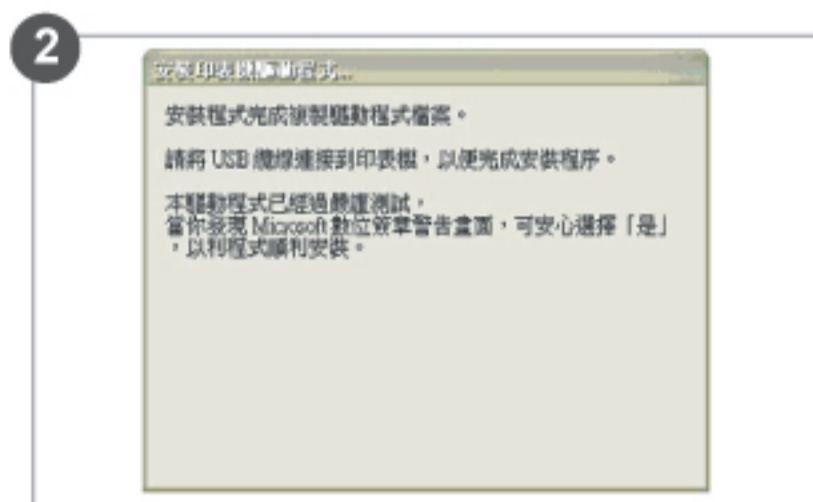 2
安裝印表機驅動程式...
安裝程式完成複製驅動程式檔案。
請將 USB 纜線連接到印表機，以便完成安裝程序。
本驅動程式已經過嚴謹測試，
當你發現 Microsoft 數位簽章警告畫面，可安心選擇「是」
，以利程式順利安裝。